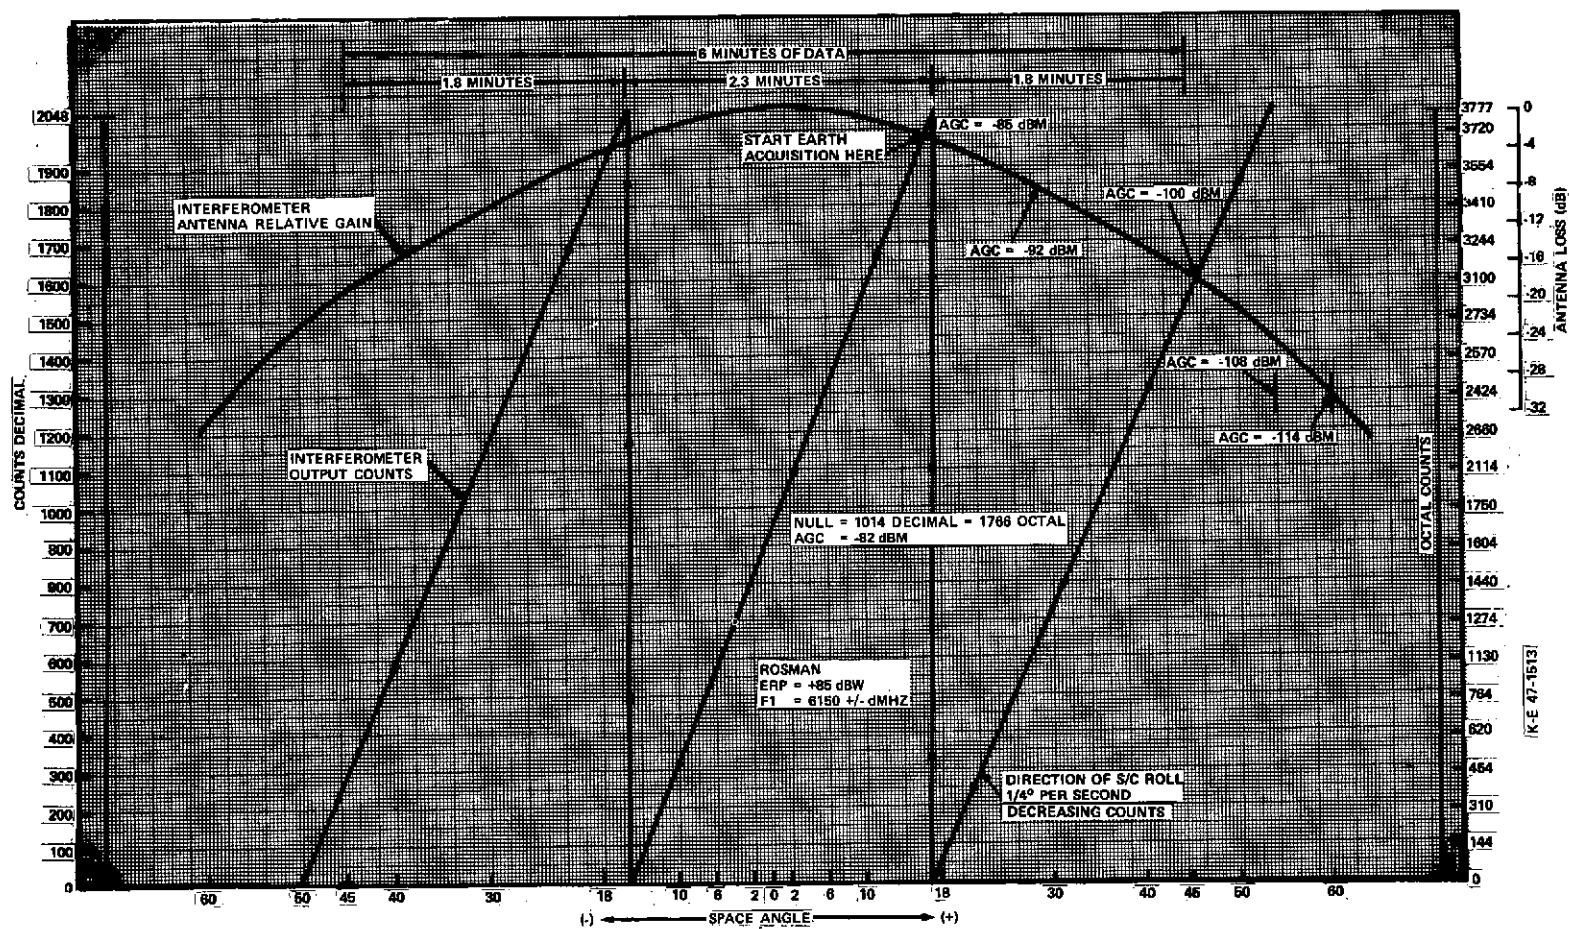 6 MINUTES OF DATA
1.8 MINUTES
2.3 MINUTES
1.8 MINUTES
2048
1900
1800
1700
1600
1500
1400
1300
1200
1100
1000
900
800
700
600
500
400
300
200
100
0
COUNTS DECIMAL
INTERFEROMETER
ANTENNA RELATIVE GAIN
START EARTH
ACQUISITION HERE
AGC = -85 dBM
AGC = -100 dBM
AGC = -92 dBM
AGC = -108 dBM
AGC = -114 dBM
INTERFEROMETER
OUTPUT COUNTS
NULL = 1014 DECIMAL = 1766 OCTAL
AGC = -82 dBM
ROSMAN
ERP = +85 dBW
F1 = 6150 +/- dMHZ
DIRECTION OF S/C ROLL
1/4° PER SECOND
DECREASING COUNTS
OCTAL COUNTS
3777
3720
3554
3410
3244
3100
2734
2570
2424
2660
2114
1750
1604
1440
1274
1130
764
620
454
310
144
0
0
-4
-8
-12
-16
-20
-24
-28
-32
ANTENNA LOSS (dB)
K-E 47-1513
60 50 45 40 30 18 10 6 2 0 2 6 10 18 30 40 46 50 60
(-) SPACE ANGLE (+)